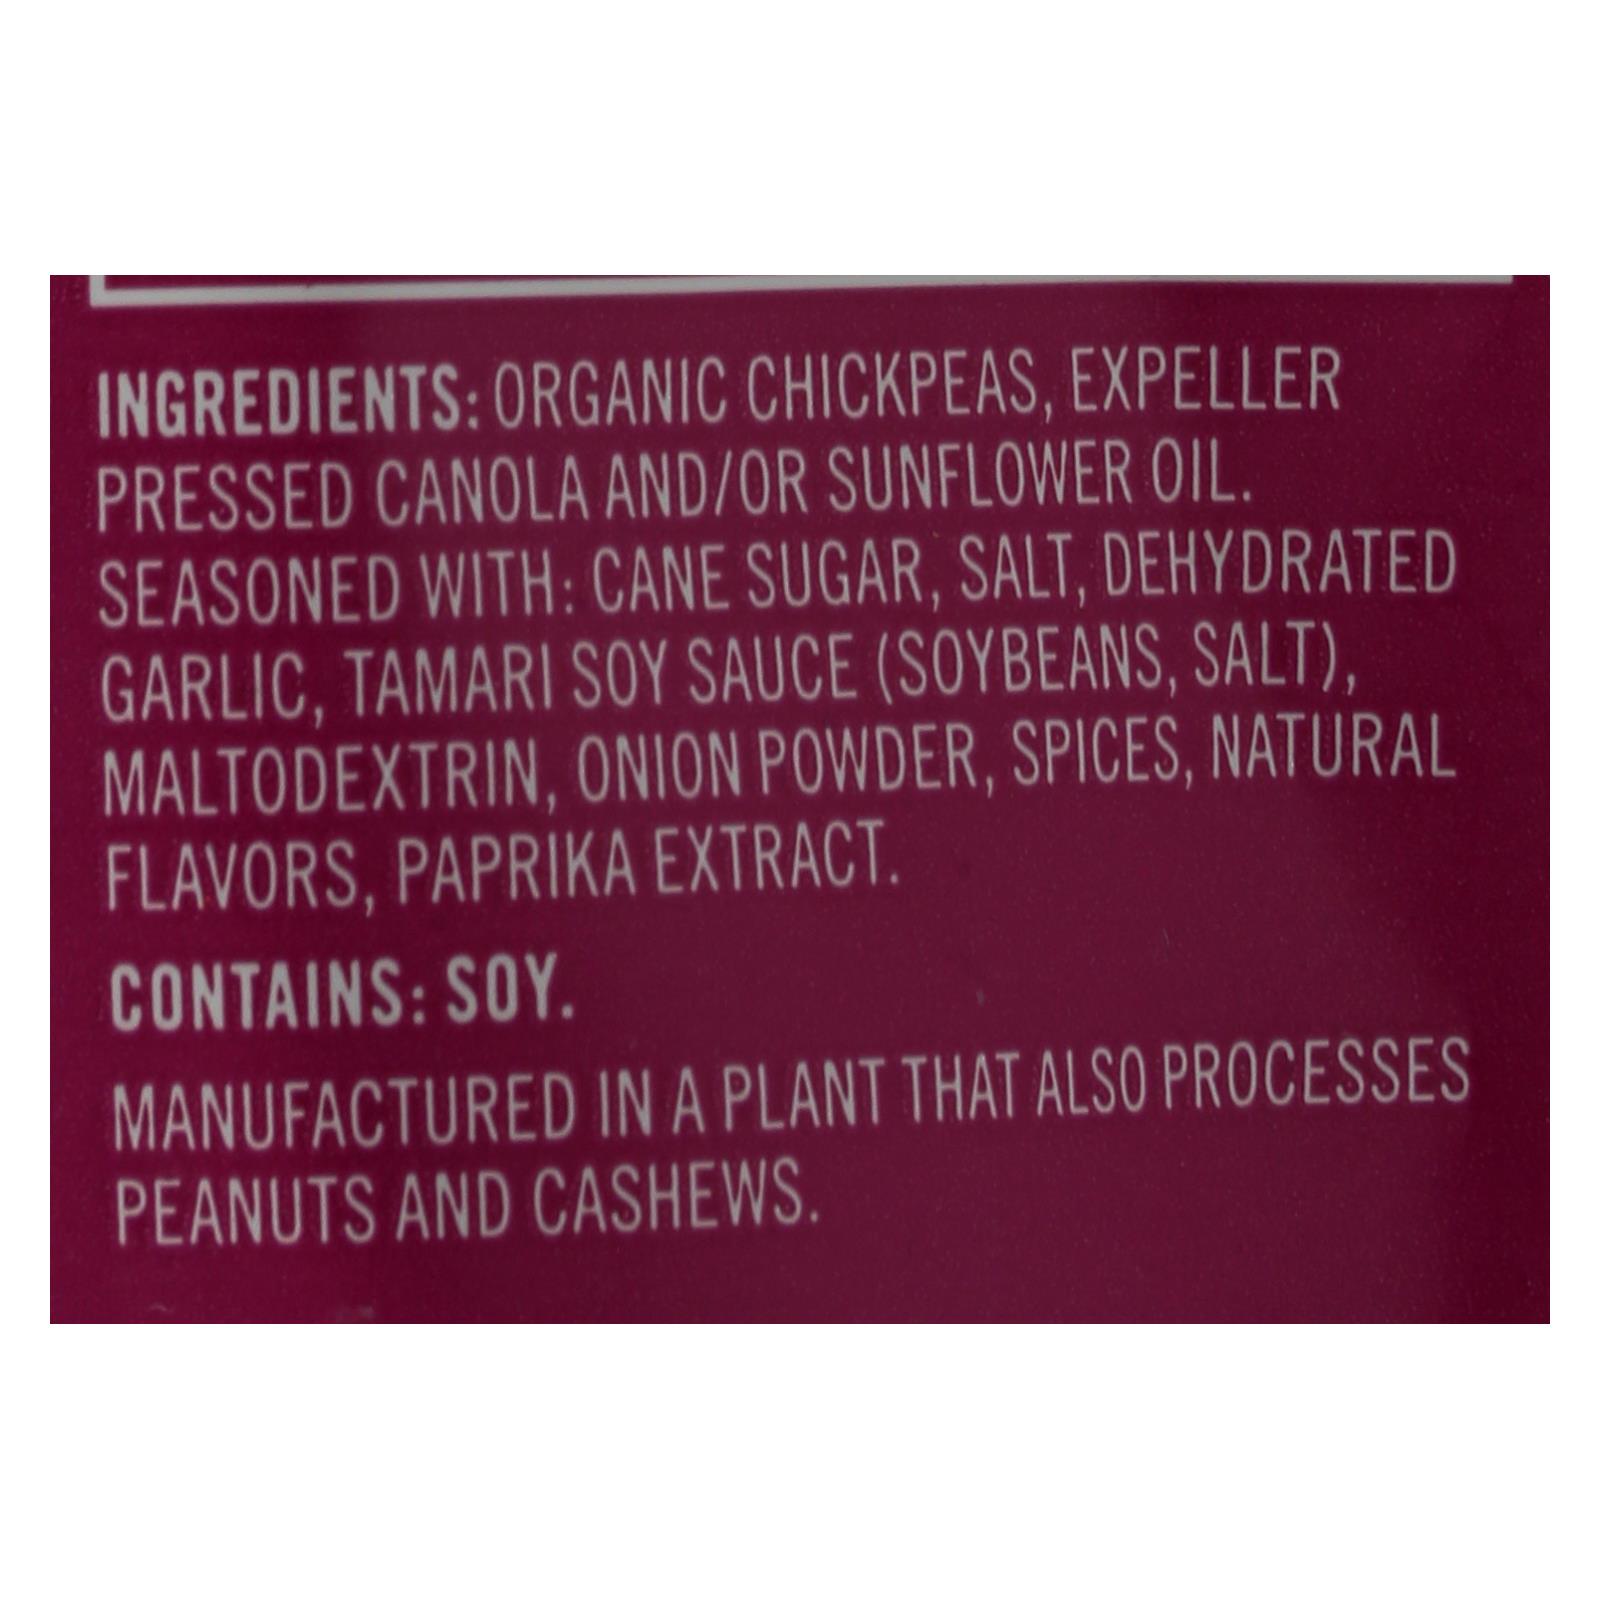 INGREDIENTS: ORGANIC CHICKPEAS, EXPELLER
PRESSED CANOLA AND/OR SUNFLOWER OIL.
SEASONED WITH: CANE SUGAR, SALT, DEHYDRATED
GARLIC, TAMARI SOY SAUCE (SOYBEANS, SALT),
MALTODEXTRIN, ONION POWDER, SPICES, NATURAL
FLAVORS, PAPRIKA EXTRACT.
CONTAINS: SOY.
MANUFACTURED IN A PLANT THAT ALSO PROCESSES
PEANUTS AND CASHEWS.